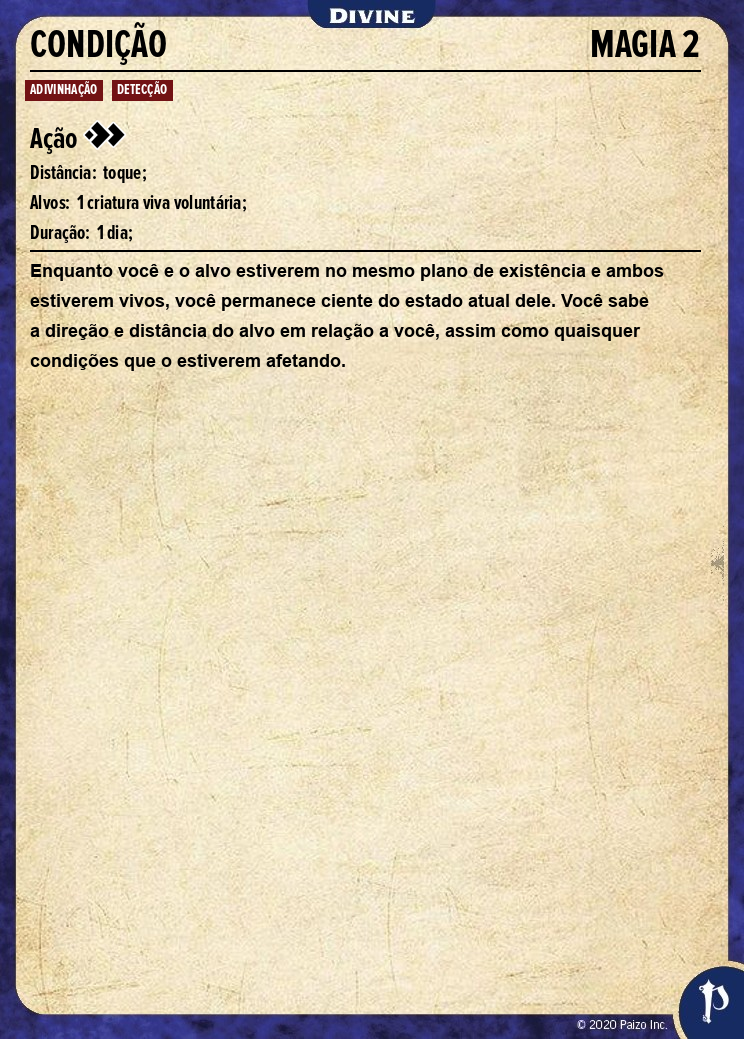 DIVINE
CONDIÇÃO MAGIA 2
ADIVINHAÇÃO DETECÇÃO
Ação
Distância: toque;
Alvos: 1 criatura viva voluntária;
Duração: 1 dia;
Enquanto você e o alvo estiverem no mesmo plano de existência e ambos
estiverem vivos, você permanece ciente do estado atual dele. Você sabe
a direção e distância do alvo em relação a você, assim como quaisquer
condições que o estiverem afetando.
© 2020 Paizo Inc.
P